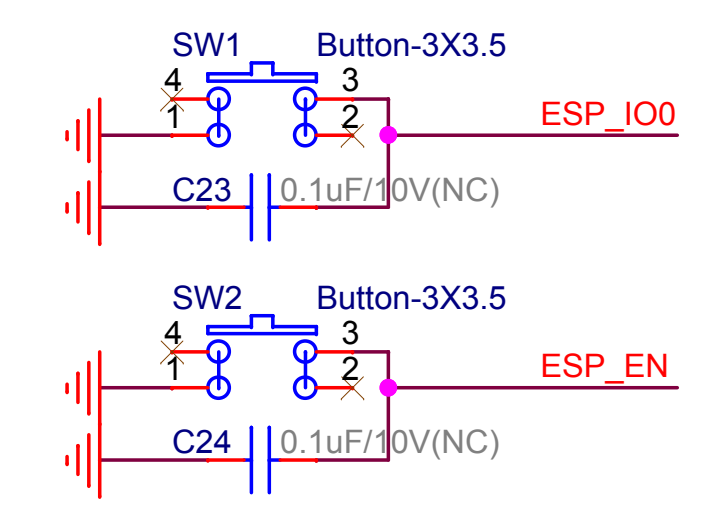 SW1 Button-3X3.5
4 3
1 2
ESP_IO0
C23 0.1uF/10V(NC)
SW2 Button-3X3.5
4 3
1 2
ESP_EN
C24 0.1uF/10V(NC)